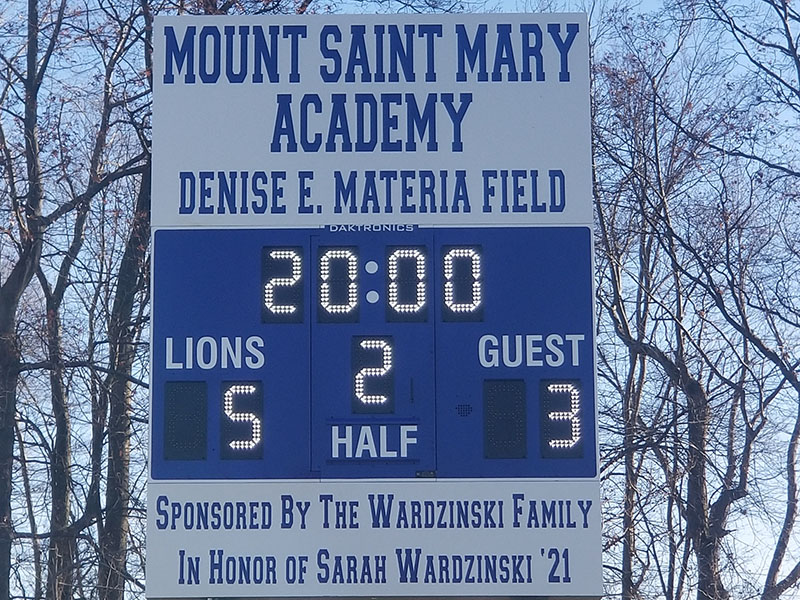 MOUNT SAINT MARY
ACADEMY
DENISE E. MATERIA FIELD
DAKTRONICS
20:00
LIONS 2 GUEST
5 HALF 3
SPONSORED BY THE WARDZINSKI FAMILY
IN HONOR OF SARAH WARDZINSKI '21